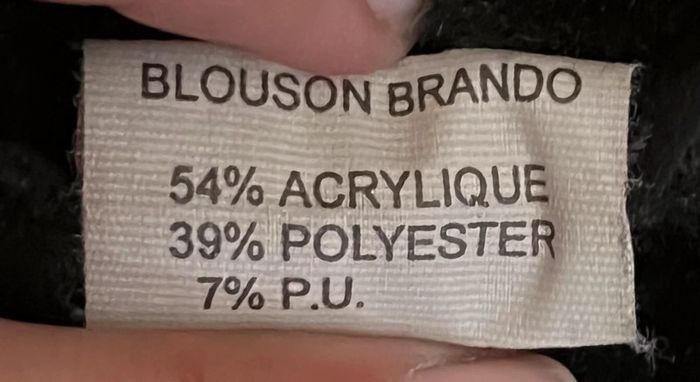 BLOUSON BRANDO
54% ACRYLIQUE
39% POLYESTER
7% P.U.